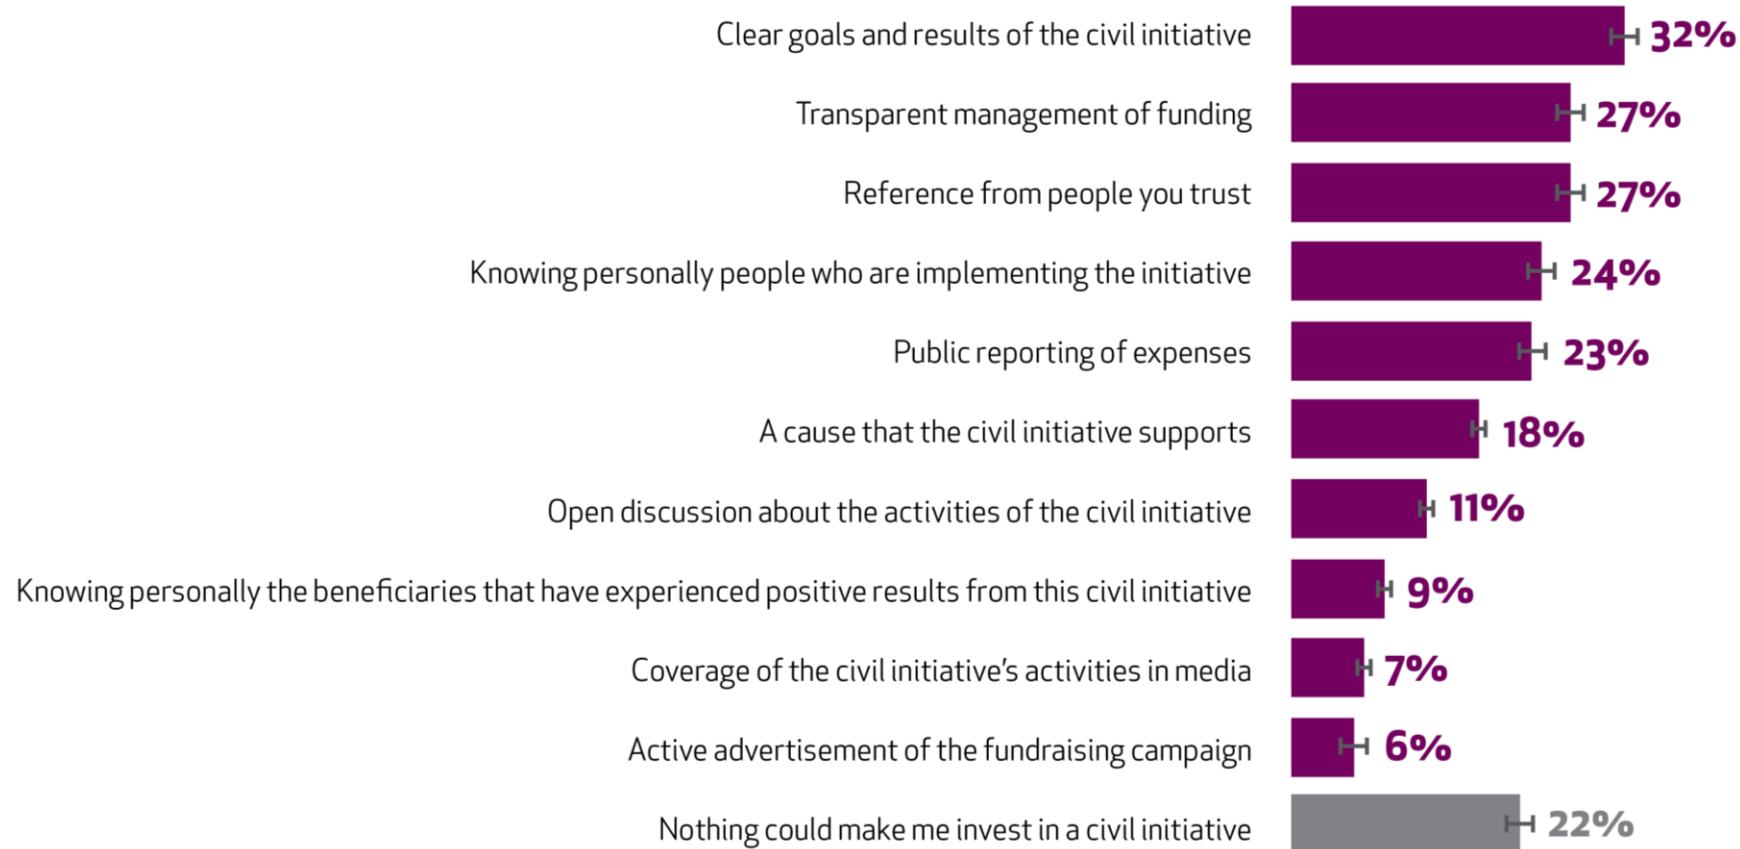 Clear goals and results of the civil initiative 32%
Transparent management of funding 27%
Reference from people you trust 27%
Knowing personally people who are implementing the initiative 24%
Public reporting of expenses 23%
A cause that the civil initiative supports 18%
Open discussion about the activities of the civil initiative 11%
Knowing personally the beneficiaries that have experienced positive results from this civil initiative 9%
Coverage of the civil initiative's activities in media 7%
Active advertisement of the fundraising campaign 6%
Nothing could make me invest in a civil initiative 22%